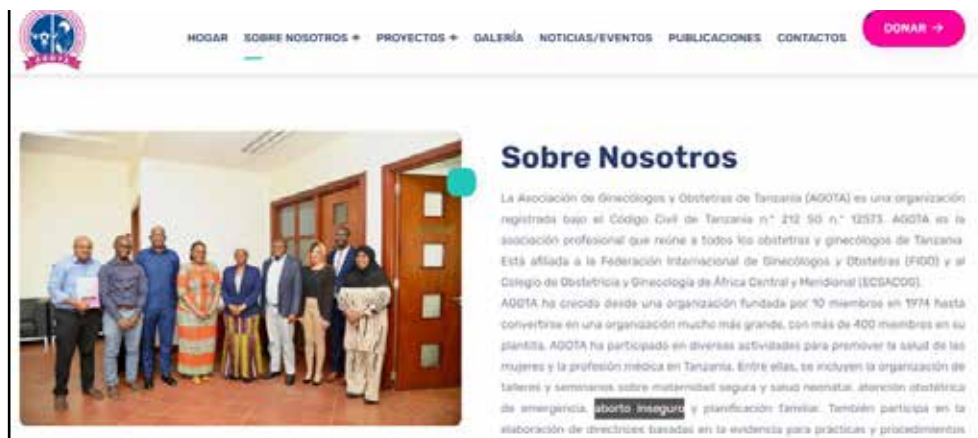 HOGAR SOBRE NOSOTROS + PROYECTOS + GALERÍA NOTICIAS/EVENTOS PUBLICACIONES CONTACTOS DONAR →
AGOTA
Sobre Nosotros
La Asociación de Ginecólogos y Obstetras de Tanzania (AGOTA) es una organización
registrada bajo el Código Civil de Tanzania n.° 212 SO n.° 12573. AGOTA es la
asociación profesional que reúne a todos los obstetras y ginecólogos de Tanzania.
Está afiliada a la Federación Internacional de Ginecólogos y Obstetras (FIGO) y al
Colegio de Obstetricia y Ginecología de África Central y Meridional (ECSACOG).
AGOTA ha crecido desde una organización fundada por 10 miembros en 1974 hasta
convertirse en una organización mucho más grande, con más de 400 miembros en su
plantilla. AGOTA ha participado en diversas actividades para promover la salud de las
mujeres y la profesión médica en Tanzania. Entre ellas, se incluyen la organización de
talleres y seminarios sobre maternidad segura y salud neonatal, atención obstétrica
de emergencia, aborto inseguro y planificación familiar. También participa en la
elaboración de directrices basadas en la evidencia para prácticas y procedimientos